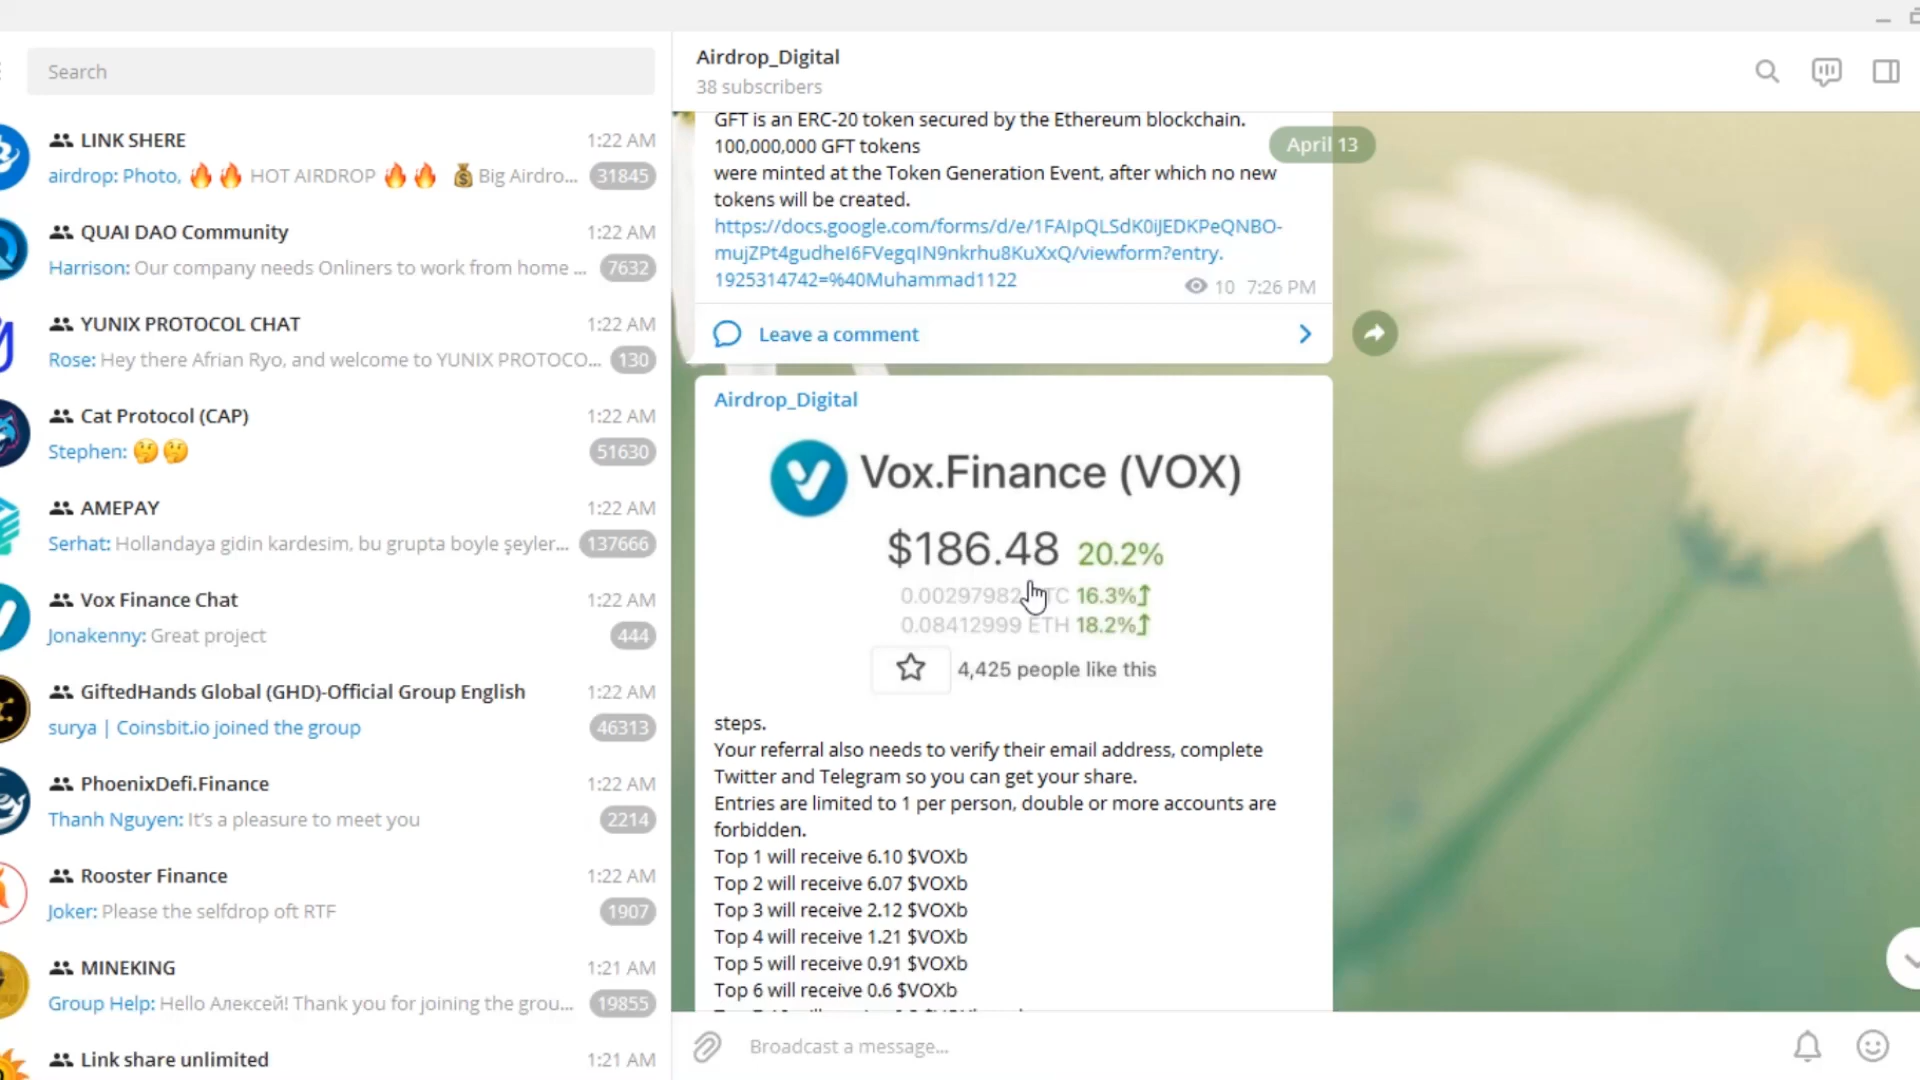 Search
LINK SHERE 1:22 AM
airdrop: Photo, 🔥🔥 HOT AIRDROP 🔥🔥 💰 Big Airdro... 31845
QUAI DAO Community 1:22 AM
Harrison: Our company needs Onliners to work from home ... 7632
YUNIX PROTOCOL CHAT 1:22 AM
Rose: Hey there Afrian Ryo, and welcome to YUNIX PROTOCO... 130
Cat Protocol (CAP) 1:22 AM
Stephen: 🤔🤔 51630
AMEPAY 1:22 AM
Serhat: Hollandaya gidin kardesim, bu grupta boyle şeyler... 137666
Vox Finance Chat 1:22 AM
Jonakenny: Great project 444
GiftedHands Global (GHD)-Official Group English 1:22 AM
surya | Coinsbit.io joined the group 46313
PhoenixDefi.Finance 1:22 AM
Thanh Nguyen: It's a pleasure to meet you 2214
Rooster Finance 1:22 AM
Joker: Please the selfdrop oft RTF 1907
MINEKING 1:21 AM
Group Help: Hello Алексей! Thank you for joining the grou... 19855
Link share unlimited 1:21 AM
Airdrop_Digital
38 subscribers
April 13
GFT is an ERC-20 token secured by the Ethereum blockchain.
100,000,000 GFT tokens
were minted at the Token Generation Event, after which no new
tokens will be created.
https://docs.google.com/forms/d/e/1FAIpQLSdK0iJEDKPeQNBO-
mujZPt4gudheI6FVegqIN9nkrhu8KuXxQ/viewform?entry.
1925314742=%40Muhammad1122
10 7:26 PM
Leave a comment
Airdrop_Digital
Vox.Finance (VOX)
$186.48 20.2%
0.00297982 16.3%
0.08412999 ETH 18.2%
4,425 people like this
steps.
Your referral also needs to verify their email address, complete
Twitter and Telegram so you can get your share.
Entries are limited to 1 per person, double or more accounts are
forbidden.
Top 1 will receive 6.10 $VOXb
Top 2 will receive 6.07 $VOXb
Top 3 will receive 2.12 $VOXb
Top 4 will receive 1.21 $VOXb
Top 5 will receive 0.91 $VOXb
Top 6 will receive 0.6 $VOXb
Broadcast a message...